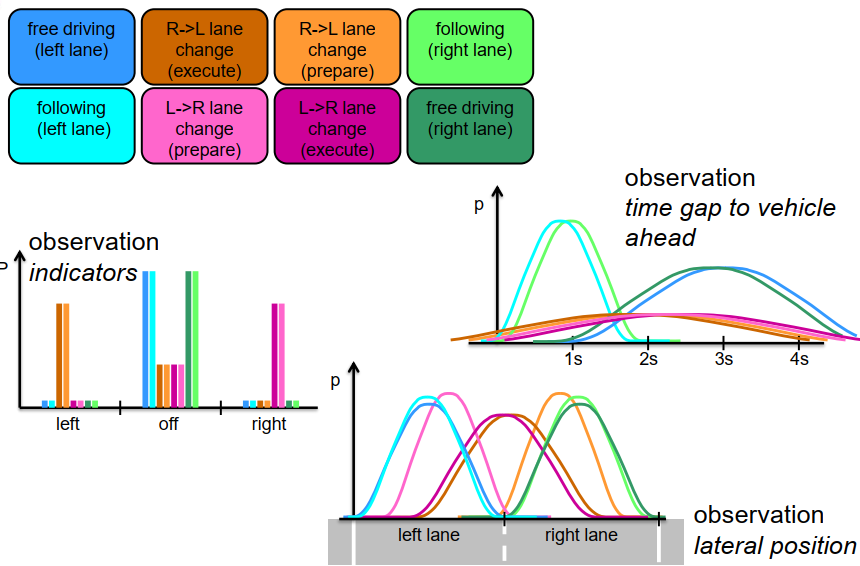 free driving
(left lane)
R->L lane
change
(execute)
R->L lane
change
(prepare)
following
(right lane)
following
(left lane)
L->R lane
change
(prepare)
L->R lane
change
(execute)
free driving
(right lane)
observation
time gap to vehicle
ahead
p
1s
2s
3s
4s
observation
indicators
p
left
off
right
p
left lane
right lane
observation
lateral position